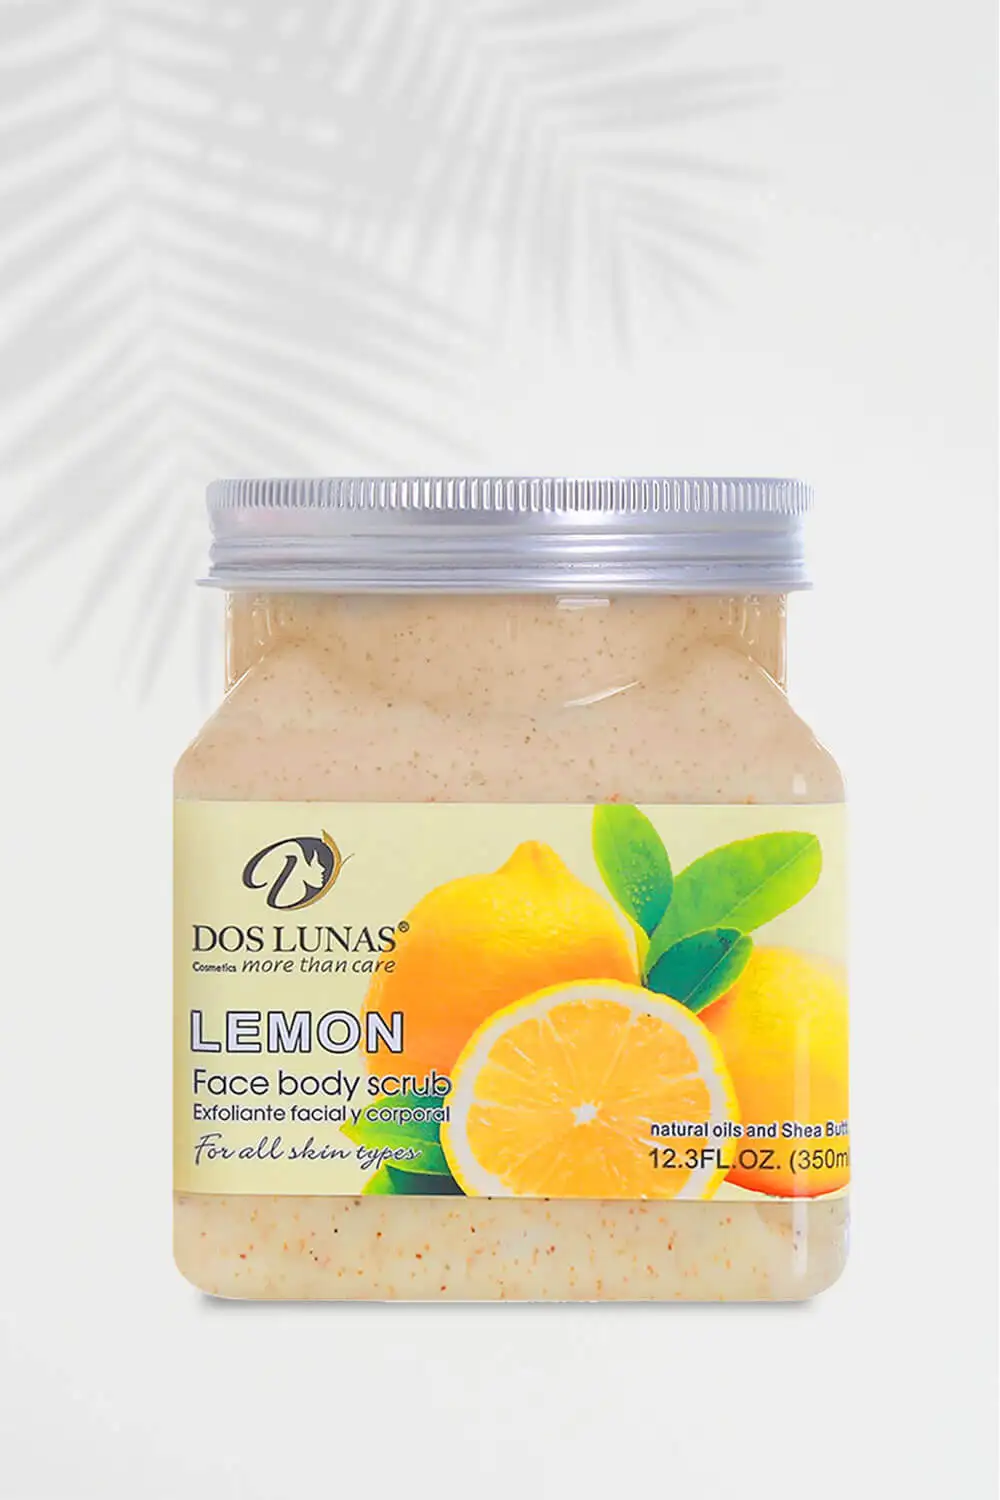 DOS LUNAS®
Cosmetics more than care
LEMON
Face body scrub
Exfoliante facial y corporal
For all skin types
natural oils and Shea Butt
12.3FL.OZ. (350ml